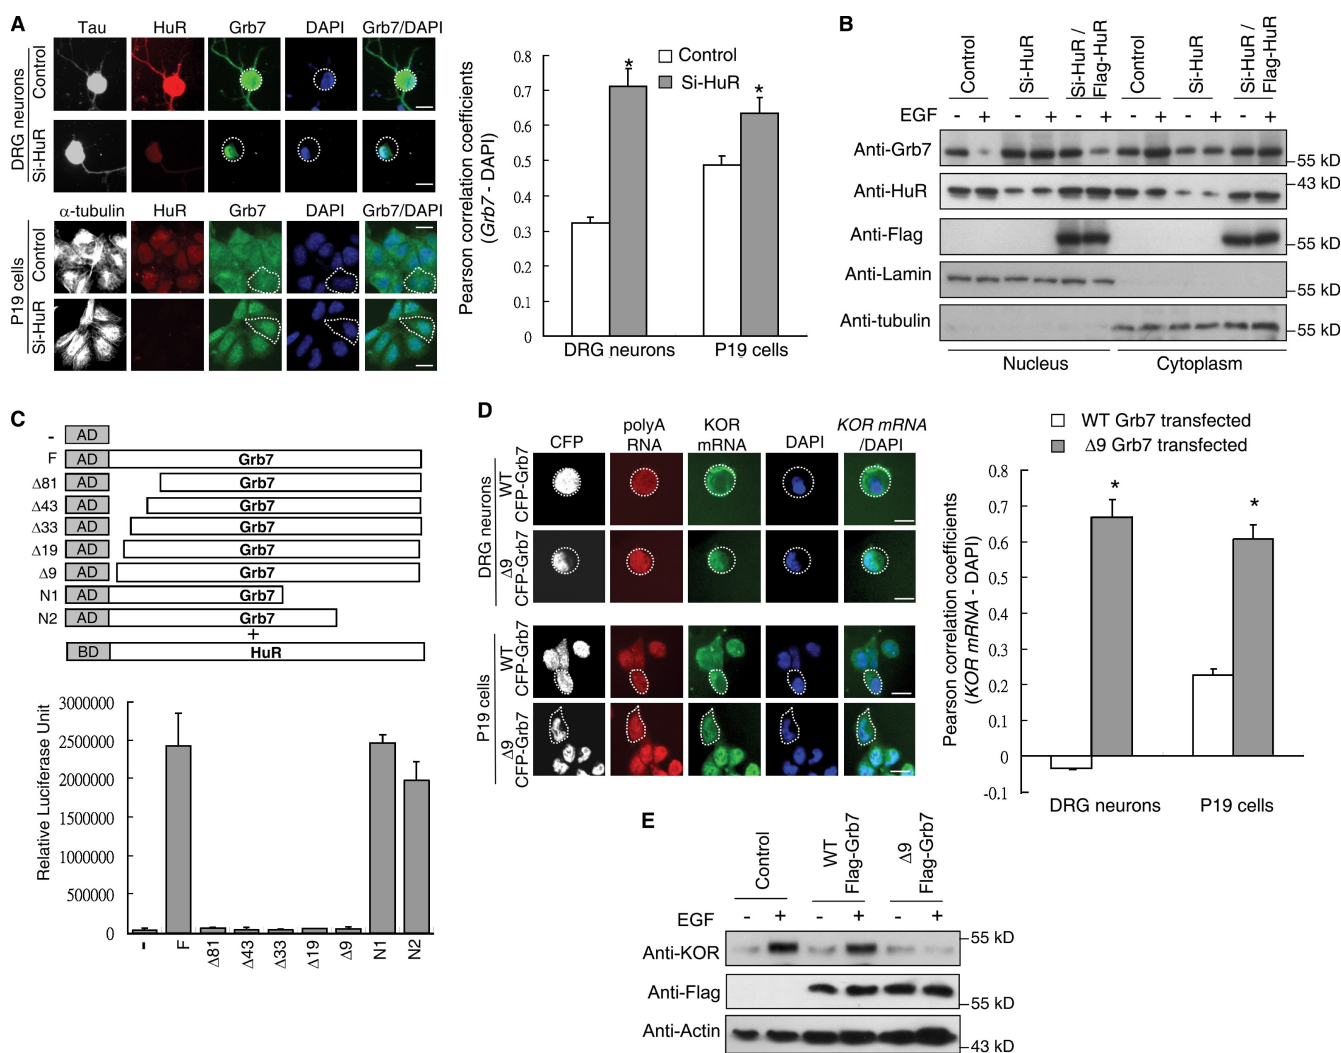 A
Tau HuR Grb7 DAPI Grb7/DAPI
DRG neurons
Control
Si-HuR
α-tubulin HuR Grb7 DAPI Grb7/DAPI
P19 cells
Control
Si-HuR
Pearson correlation coefficients
(Grb7 - DAPI)
0.8
0.7
0.6
0.5
0.4
0.3
0.2
0.1
0
Control
Si-HuR
* *
DRG neurons P19 cells
B
Control Si-HuR Si-HuR / Flag-HuR Control Si-HuR Si-HuR / Flag-HuR
EGF - + - + - + - + - + - +
Anti-Grb7 55 kD
Anti-HuR 43 kD
Anti-Flag 55 kD
Anti-Lamin 55 kD
Anti-tubulin 55 kD
Nucleus Cytoplasm
C
- AD
F AD Grb7
Δ81 AD Grb7
Δ43 AD Grb7
Δ33 AD Grb7
Δ19 AD Grb7
Δ9 AD Grb7
N1 AD Grb7
N2 AD Grb7
+
BD HuR
Relative Luciferase Unit
3000000
2500000
2000000
1500000
1000000
500000
0
- F Δ81 Δ43 Δ33 Δ19 Δ9 N1 N2
D
CFP polyA RNA KOR mRNA DAPI KOR mRNA /DAPI
DRG neurons
WT CFP-Grb7
Δ9 CFP-Grb7
P19 cells
WT CFP-Grb7
Δ9 CFP-Grb7
WT Grb7 transfected
Δ9 Grb7 transfected
Pearson correlation coefficients
(KOR mRNA - DAPI)
0.8
0.7
0.6
0.5
0.4
0.3
0.2
0.1
0
-0.1
* *
DRG neurons P19 cells
E
Control WT Flag-Grb7 Δ9 Flag-Grb7
EGF - + - + - +
Anti-KOR 55 kD
Anti-Flag 55 kD
Anti-Actin 43 kD